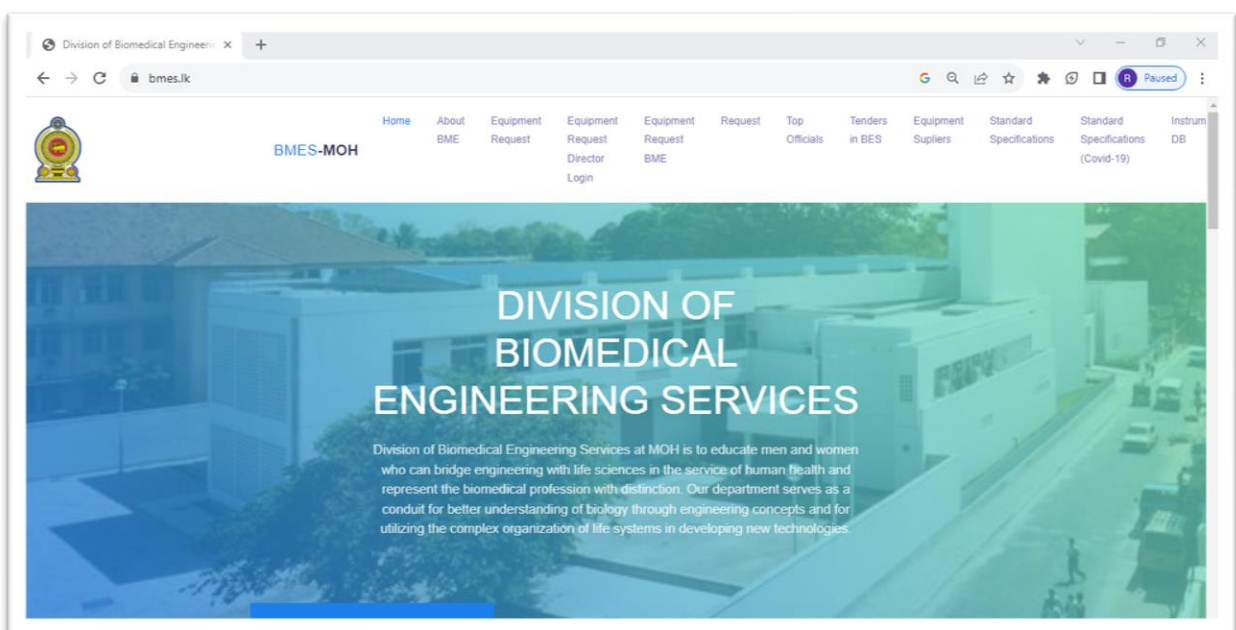 Division of Biomedical Engineerin
bmes.lk
R Paused
BMES-MOH
Home
About
BME
Equipment
Request
Equipment
Request
Director
Login
Equipment
Request
BME
Request
Top
Officials
Tenders
in BES
Equipment
Supliers
Standard
Specifications
Standard
Specifications
(Covid-19)
Instrum
DB
DIVISION OF
BIOMEDICAL
ENGINEERING SERVICES
Division of Biomedical Engineering Services at MOH is to educate men and women
who can bridge engineering with life sciences in the service of human health and
represent the biomedical profession with distinction. Our department serves as a
conduit for better understanding of biology through engineering concepts and for
utilizing the complex organization of life systems in developing new technologies.